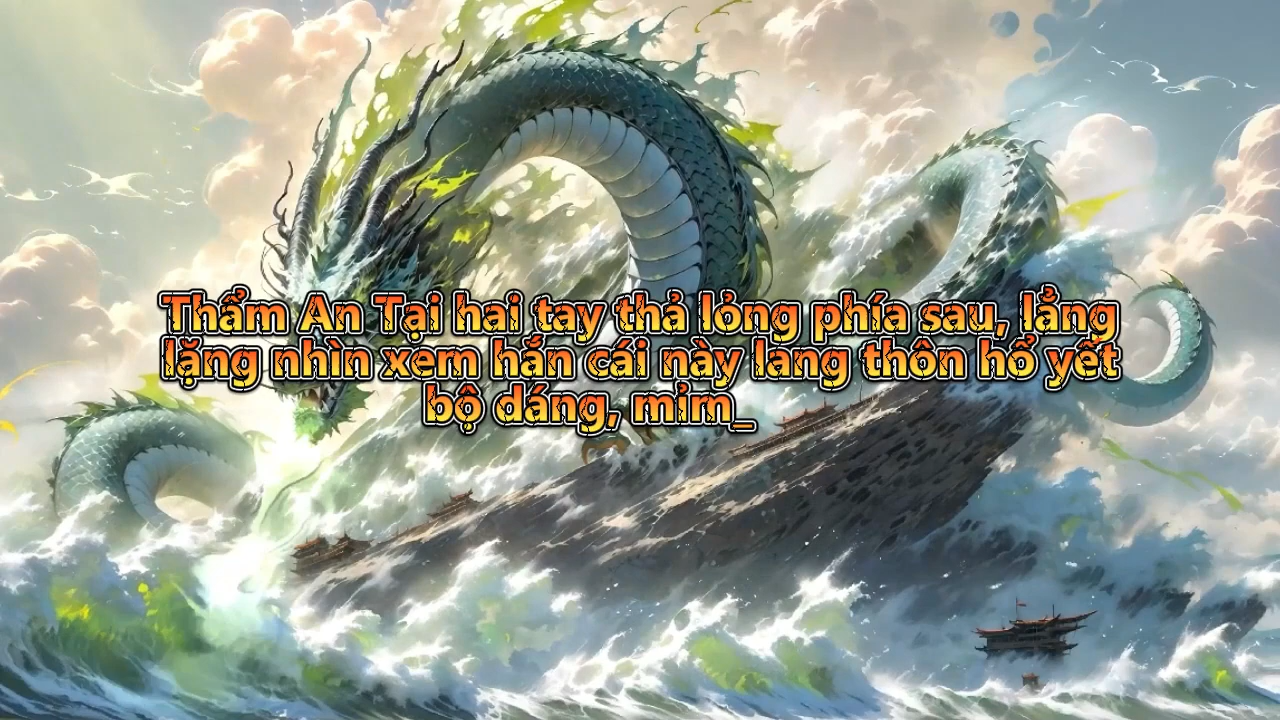 Thẩm An Tại hai tay thả lỏng phía sau, lẳng
lặng nhìn xem hắn cái này lang thôn hổ yết
bộ dáng, mỉm_